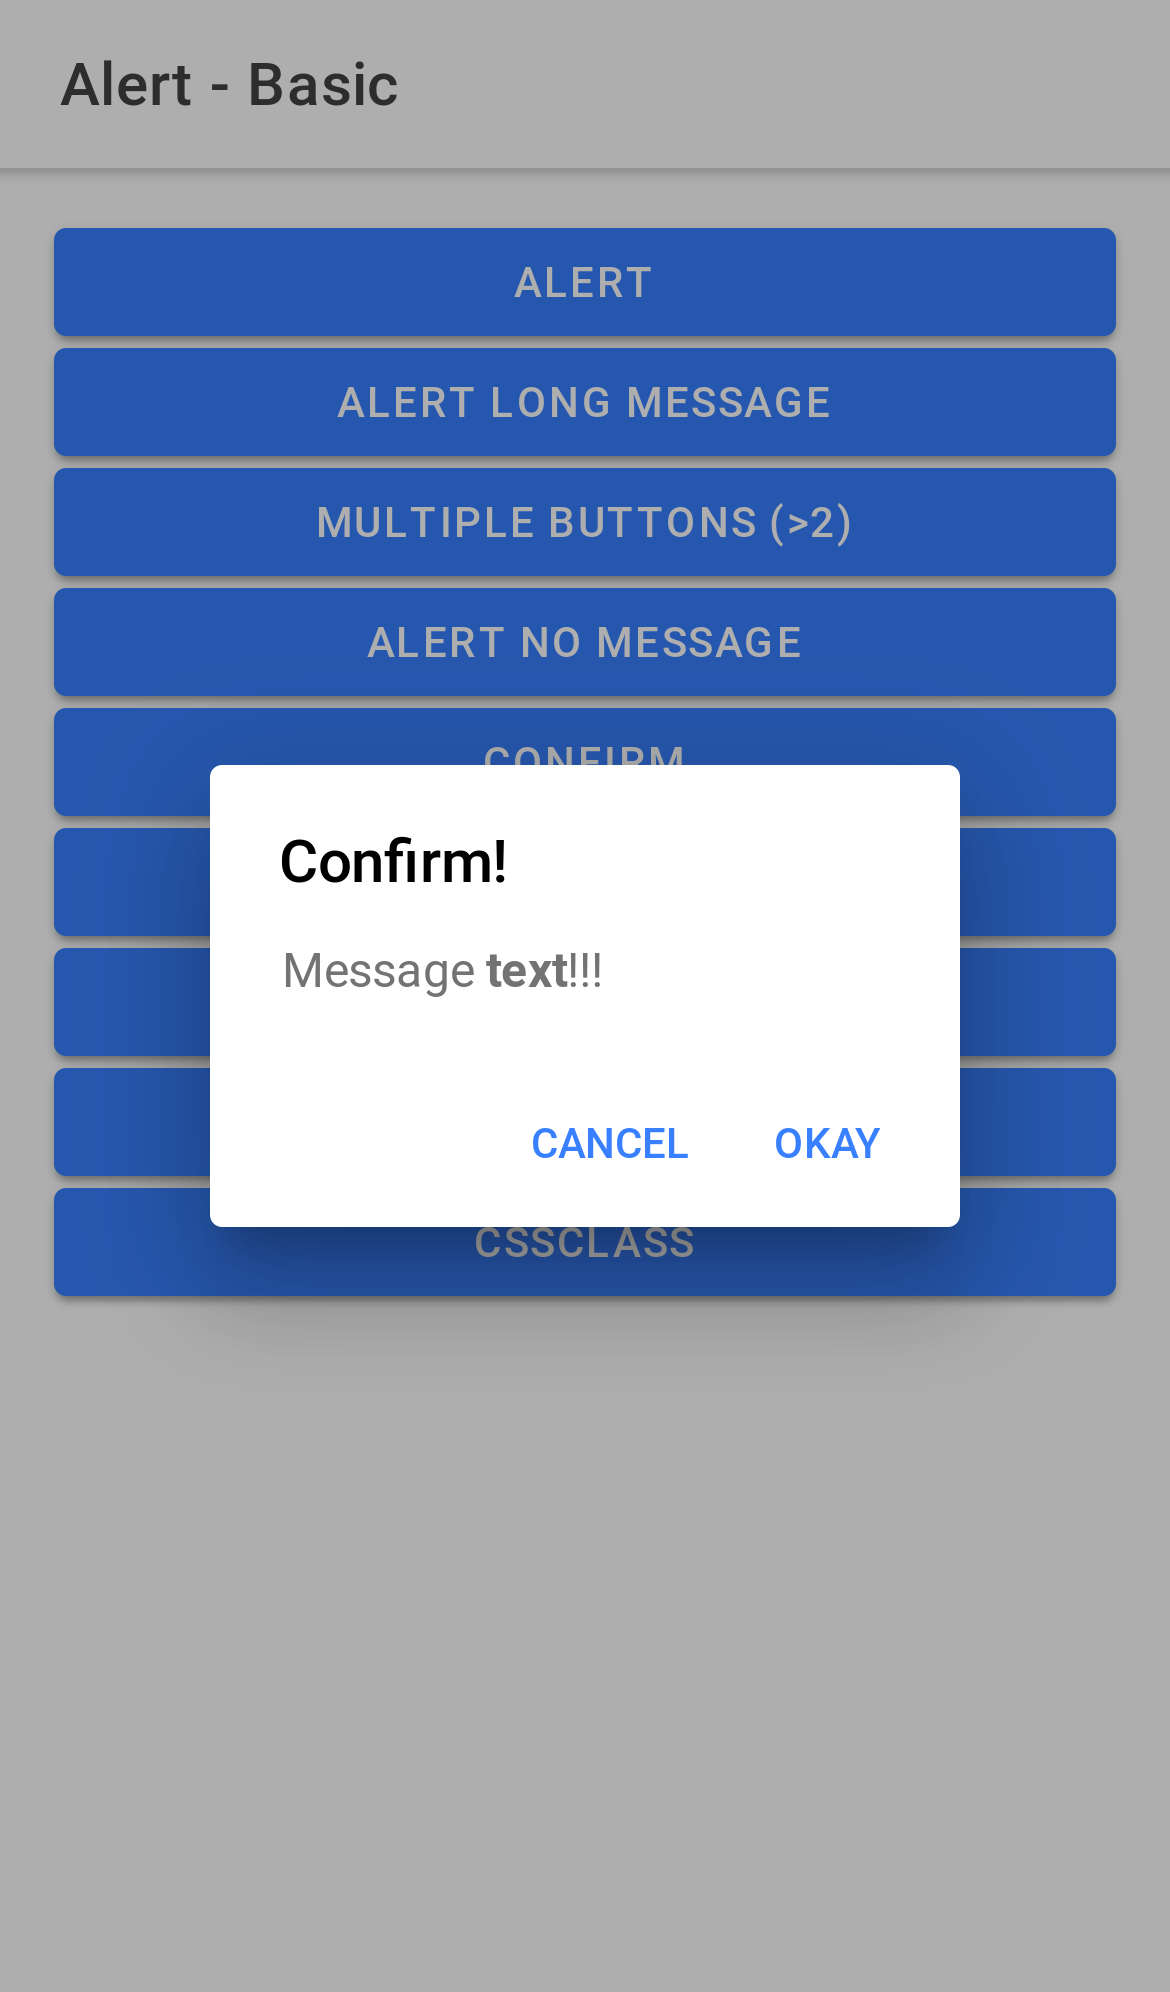 Alert - Basic
ALERT
ALERT LONG MESSAGE
MULTIPLE BUTTONS (>2)
ALERT NO MESSAGE
CONFIRM
Confirm!
Message text!!!
CANCEL OKAY
CSSCLASS